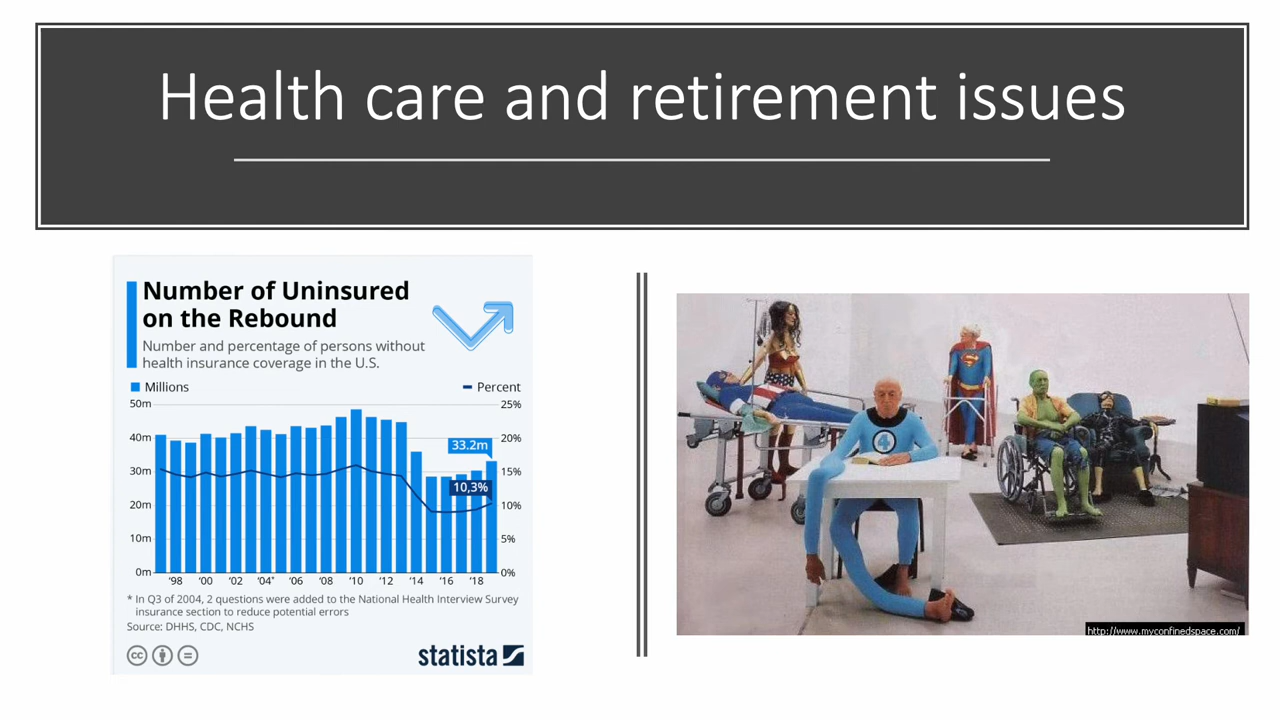 Health care and retirement issues
Number of Uninsured
on the Rebound
Number and percentage of persons without
health insurance coverage in the U.S.
Millions
Percent
50m
25%
40m
20%
33.2m
30m
15%
10,3%
20m
10%
10m
5%
0m
0%
'98 '00 '02 '04* '06 '08 '10 '12 '14 '16 '18
* In Q3 of 2004, 2 questions were added to the National Health Interview Survey
insurance section to reduce potential errors
Source: DHHS, CDC, NCHS
cc
statista
4
http://www.myconfinedspace.com/